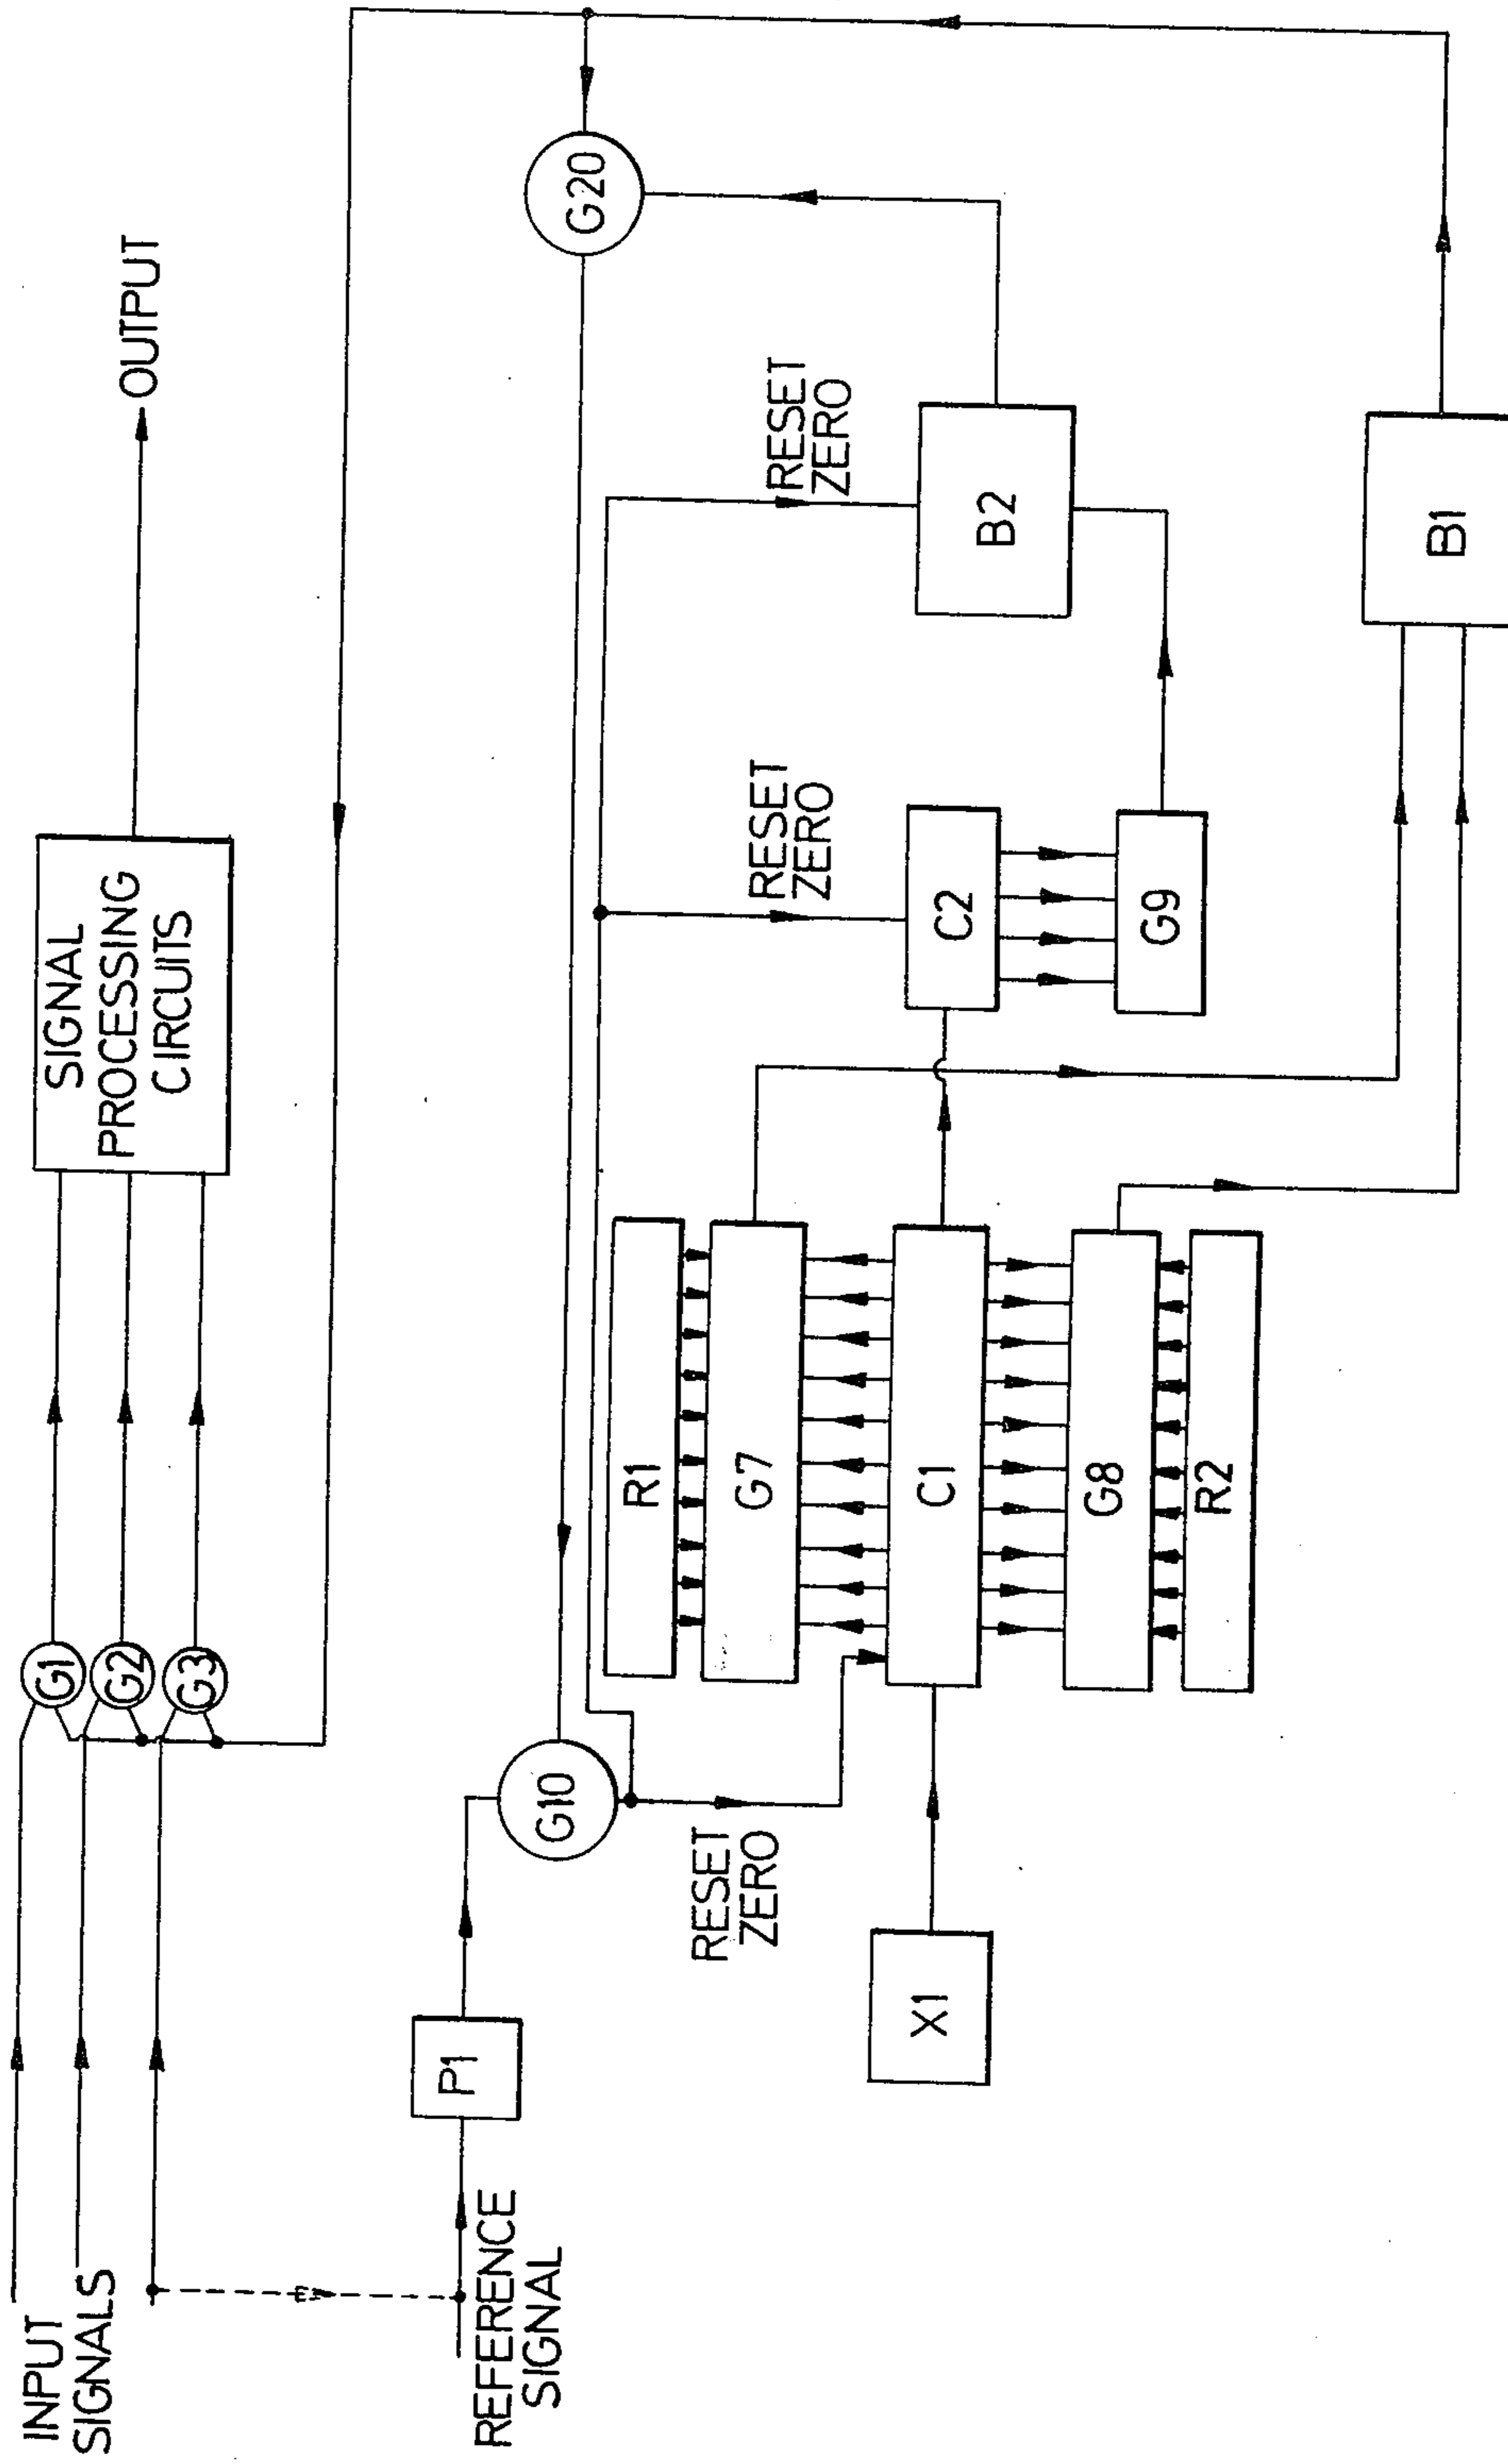 INPUT
SIGNALS
G1
G2
G3
SIGNAL
PROCESSING
CIRCUITS
OUTPUT
REFERENCE
SIGNAL
P1
G10
G20
RESET
ZERO
RESET
ZERO
RESET
ZERO
R1
G7
X1
C1
C2
B2
G8
G9
R2
B1